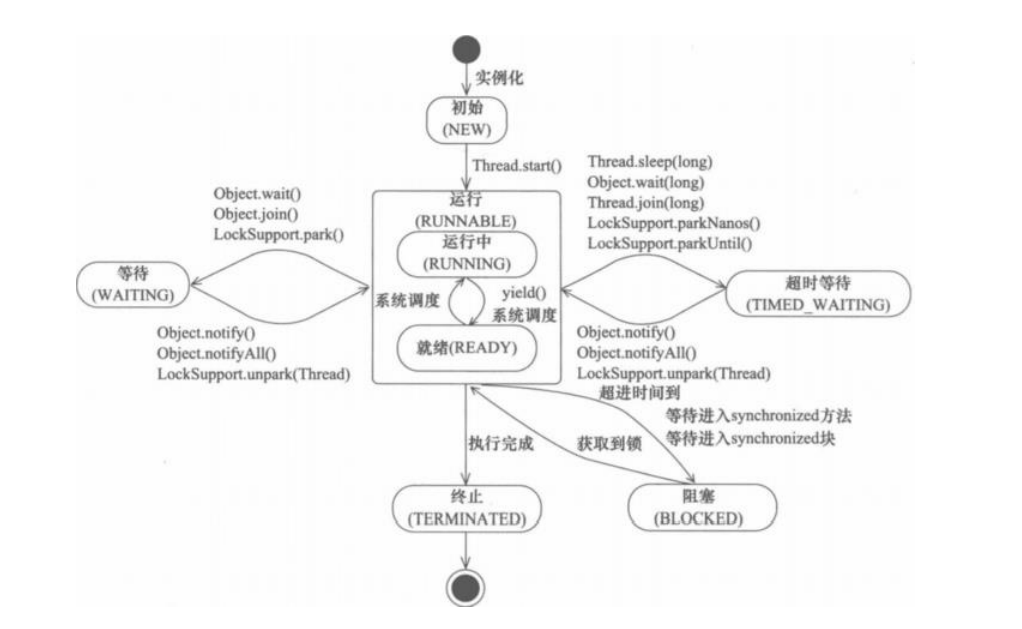 实例化
初始
(NEW)
Thread.start()
Object.wait()
Object.join()
LockSupport.park()
Thread.sleep(long)
Object.wait(long)
Thread.join(long)
LockSupport.parkNanos()
LockSupport.parkUntil()
运行
(RUNNABLE)
运行中
(RUNNING)
系统调度
yield()
系统调度
就绪(READY)
等待
(WAITING)
超时等待
(TIMED_WAITING)
Object.notify()
Object.notifyAll()
LockSupport.unpark(Thread)
Object.notify()
Object.notifyAll()
LockSupport.unpark(Thread)
超进时间到
等待进入synchronized方法
等待进入synchronized块
执行完成
获取到锁
终止
(TERMINATED)
阻塞
(BLOCKED)